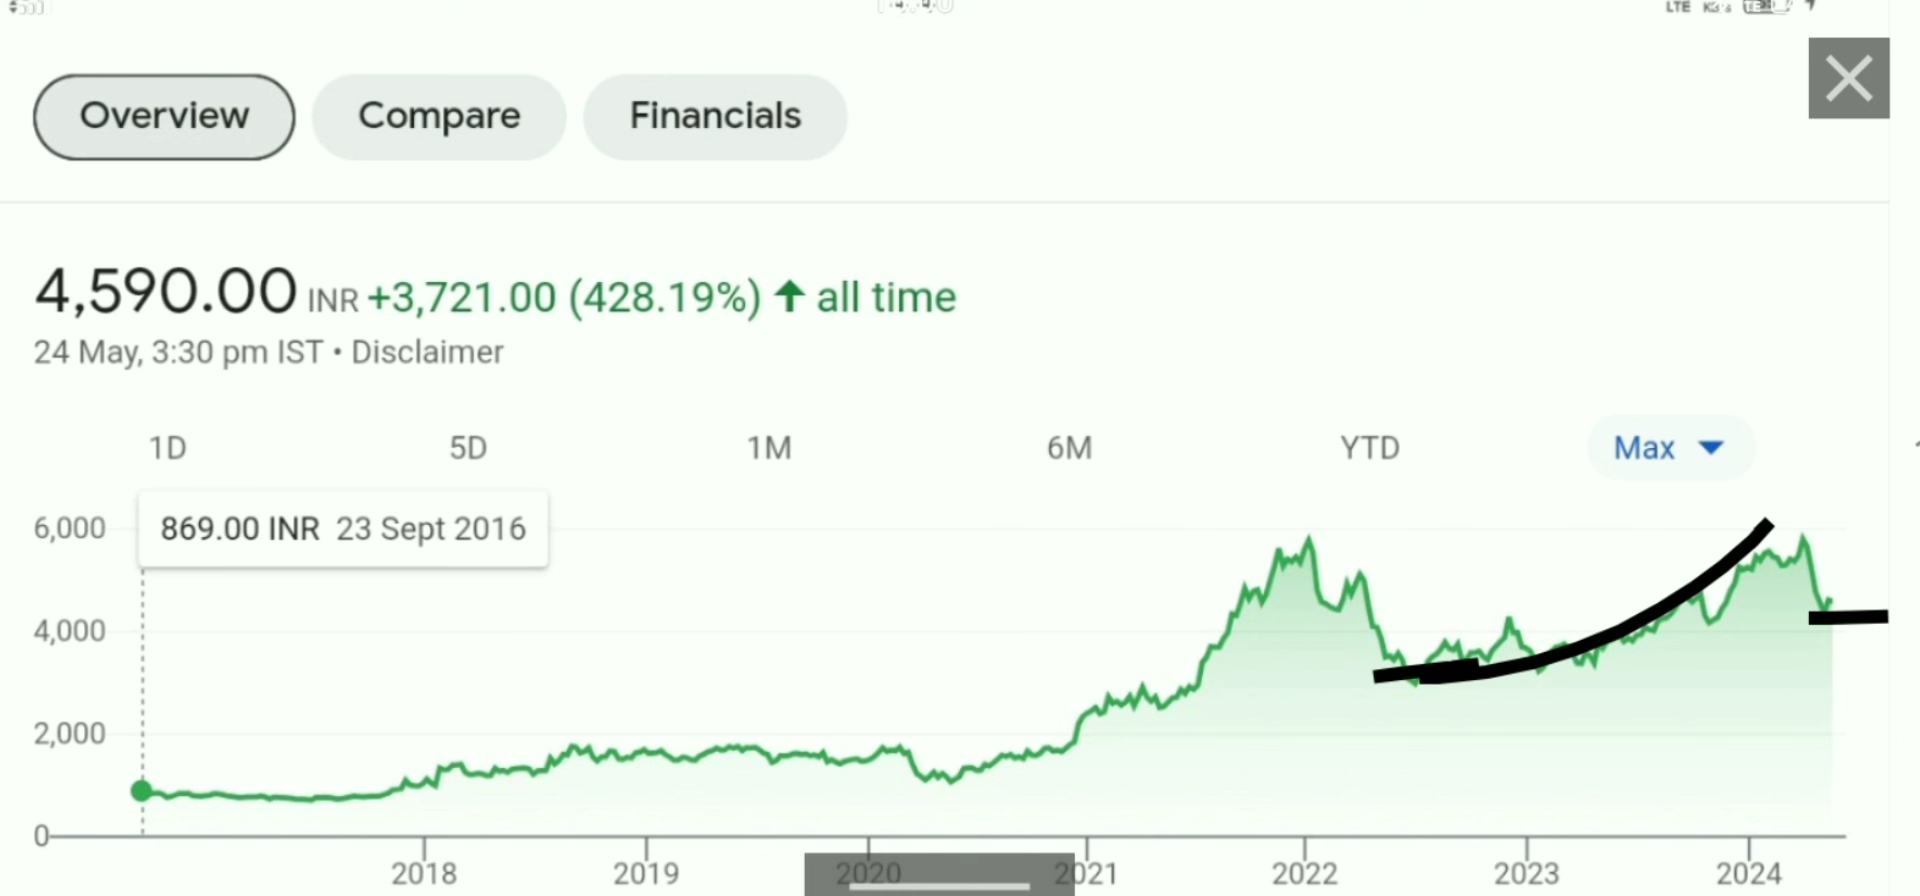 LTE
Overview Compare Financials
4,590.00 INR +3,721.00 (428.19%) ↑ all time
24 May, 3:30 pm IST • Disclaimer
1D 5D 1M 6M YTD Max
869.00 INR 23 Sept 2016
6,000
4,000
2,000
0
2018 2019 2020 2021 2022 2023 2024